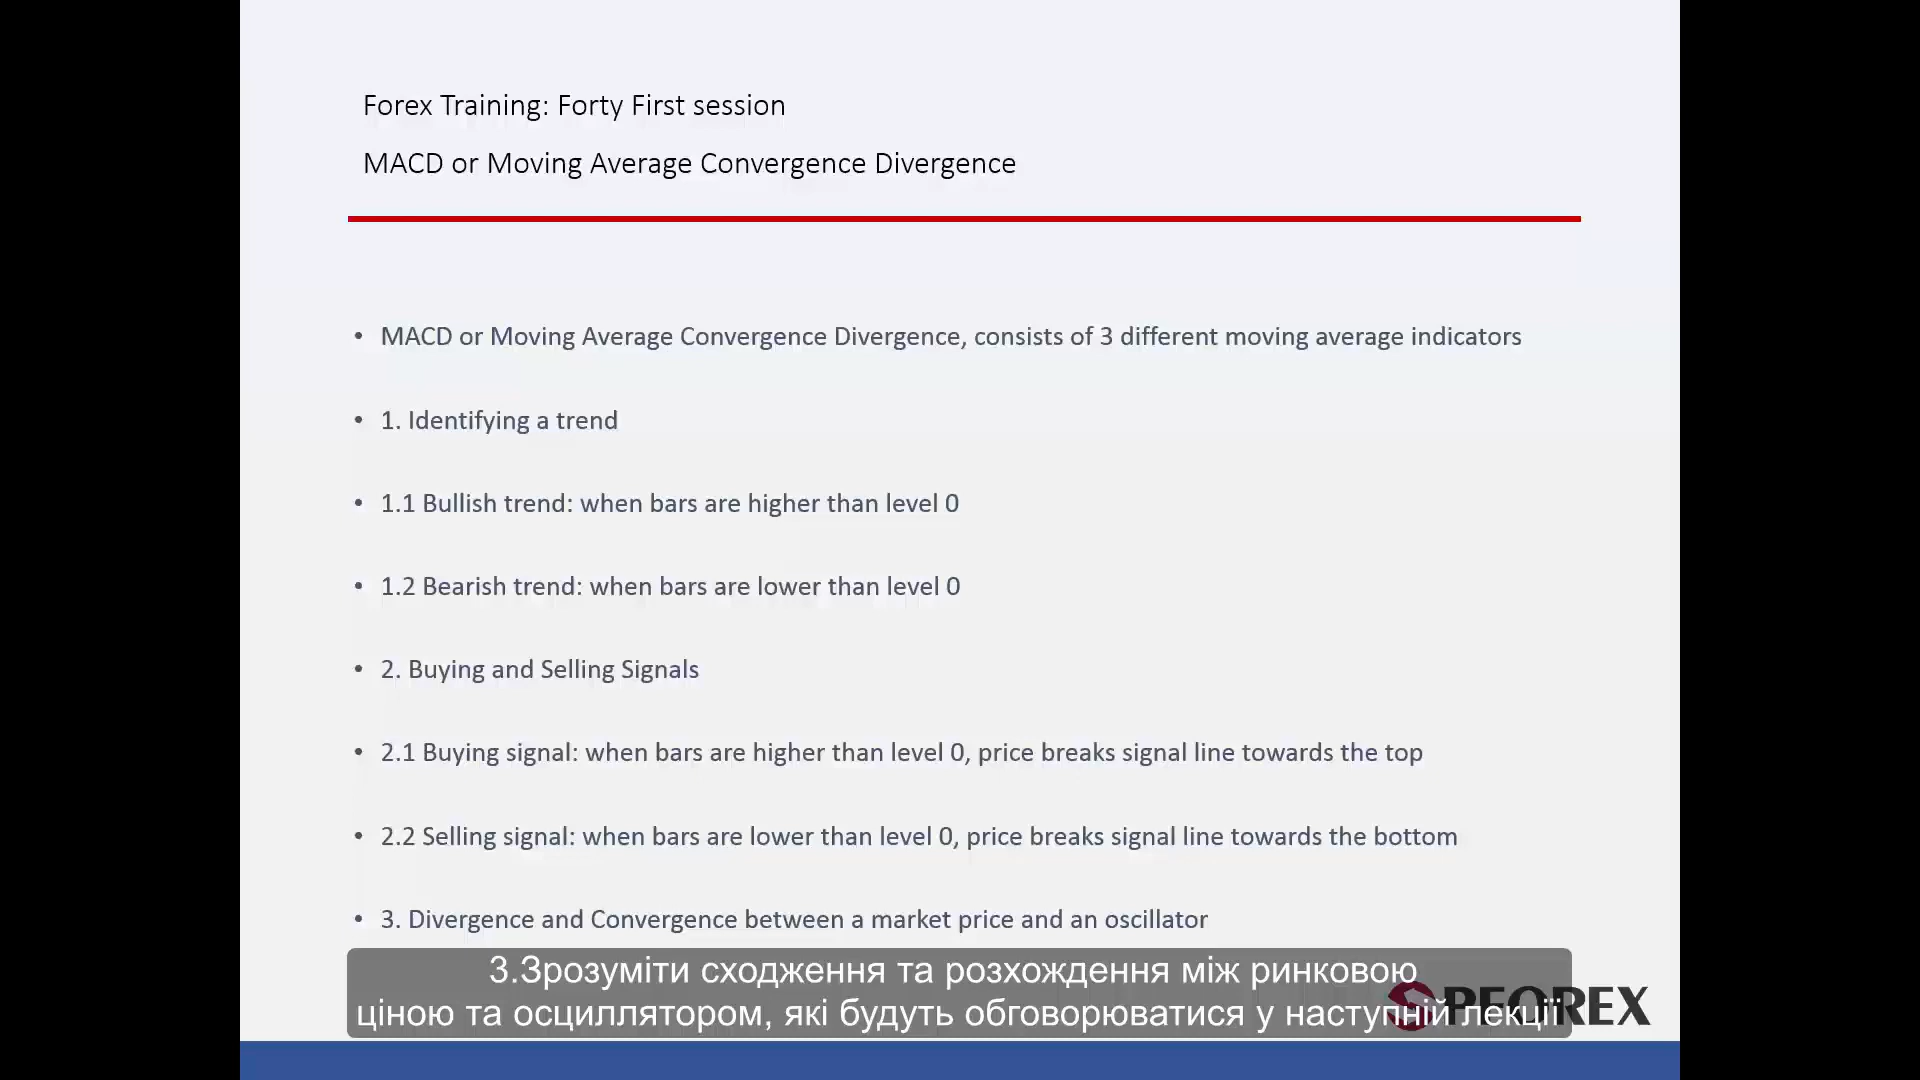 Forex Training: Forty First session
MACD or Moving Average Convergence Divergence
• MACD or Moving Average Convergence Divergence, consists of 3 different moving average indicators
• 1. Identifying a trend
• 1.1 Bullish trend: when bars are higher than level 0
• 1.2 Bearish trend: when bars are lower than level 0
• 2. Buying and Selling Signals
• 2.1 Buying signal: when bars are higher than level 0, price breaks signal line towards the top
• 2.2 Selling signal: when bars are lower than level 0, price breaks signal line towards the bottom
• 3. Divergence and Convergence between a market price and an oscillator
3.Зрозуміти сходження та розхождення між ринковою
ціною та осциллятором, які будуть обговорюватися у наступній лекції
SPFOREX